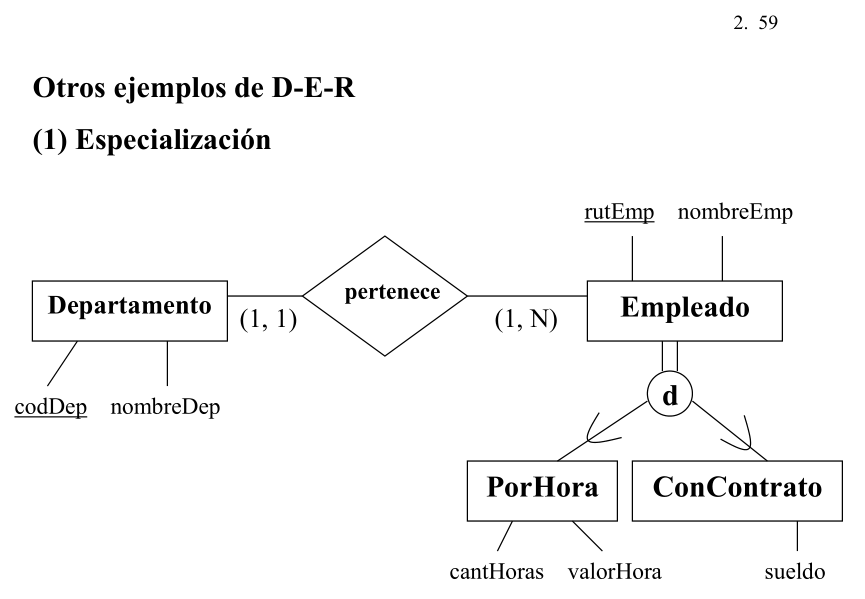 2. 59
Otros ejemplos de D-E-R
(1) Especialización
rutEmp nombreEmp
Departamento
pertenece
Empleado
(1, 1)
(1, N)
codDep nombreDep
d
PorHora
ConContrato
cantHoras valorHora
sueldo